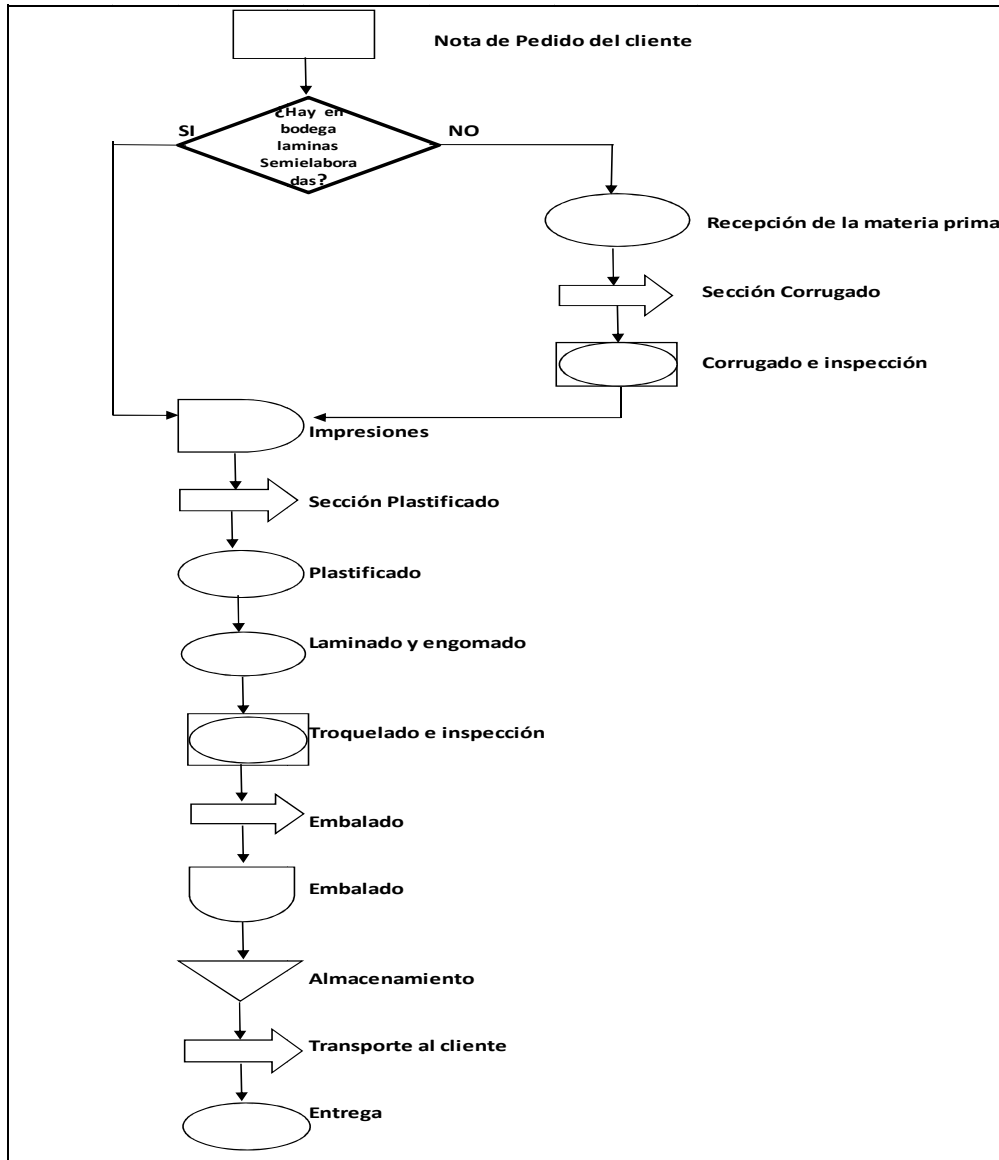 Nota de Pedido del cliente
¿Hay en
bodega
laminas
Semielabora
das?
SI
NO
Recepción de la materia prima
Sección Corrugado
Corrugado e inspección
Impresiones
Sección Plastificado
Plastificado
Laminado y engomado
Troquelado e inspección
Embalado
Embalado
Almacenamiento
Transporte al cliente
Entrega